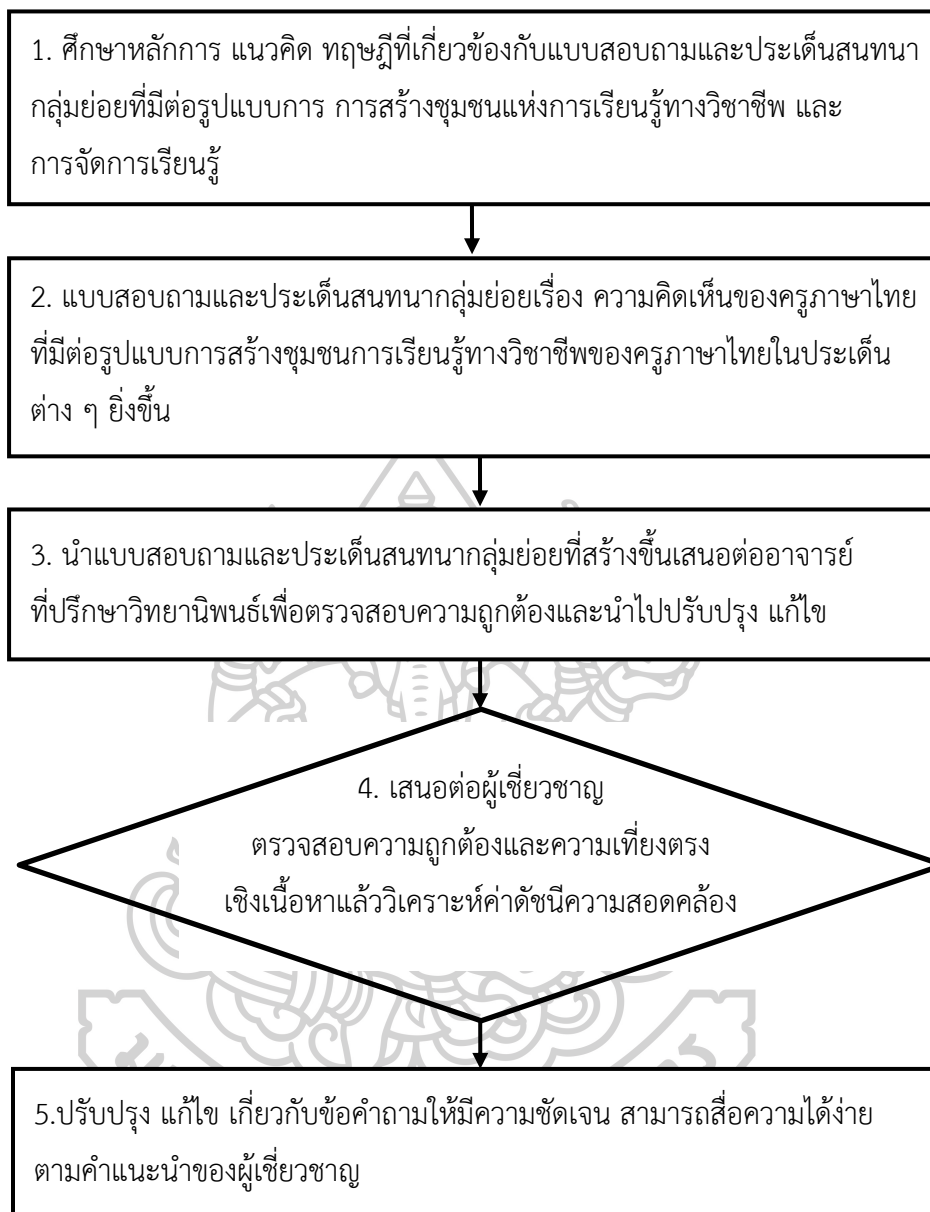 1. ศึกษาหลักการ แนวคิด ทฤษฎีที่เกี่ยวข้องกับแบบสอบถามและประเด็นสนทนา
กลุ่มย่อยที่มีต่อรูปแบบการ การสร้างชุมชนแห่งการเรียนรู้ทางวิชาชีพ และ
การจัดการเรียนรู้
2. แบบสอบถามและประเด็นสนทนากลุ่มย่อยเรื่อง ความคิดเห็นของครูภาษาไทย
ที่มีต่อรูปแบบการสร้างชุมชนการเรียนรู้ทางวิชาชีพของครูภาษาไทยในประเด็น
ต่าง ๆ ยิ่งขึ้น
3. นำแบบสอบถามและประเด็นสนทนากลุ่มย่อยที่สร้างขึ้นเสนอต่ออาจารย์
ที่ปรึกษาวิทยานิพนธ์เพื่อตรวจสอบความถูกต้องและนำไปปรับปรุง แก้ไข
4. เสนอต่อผู้เชี่ยวชาญ
ตรวจสอบความถูกต้องและความเที่ยงตรง
เชิงเนื้อหาแล้ววิเคราะห์ค่าดัชนีความสอดคล้อง
5.ปรับปรุง แก้ไข เกี่ยวกับข้อคำถามให้มีความชัดเจน สามารถสื่อความได้ง่าย
ตามคำแนะนำของผู้เชี่ยวชาญ